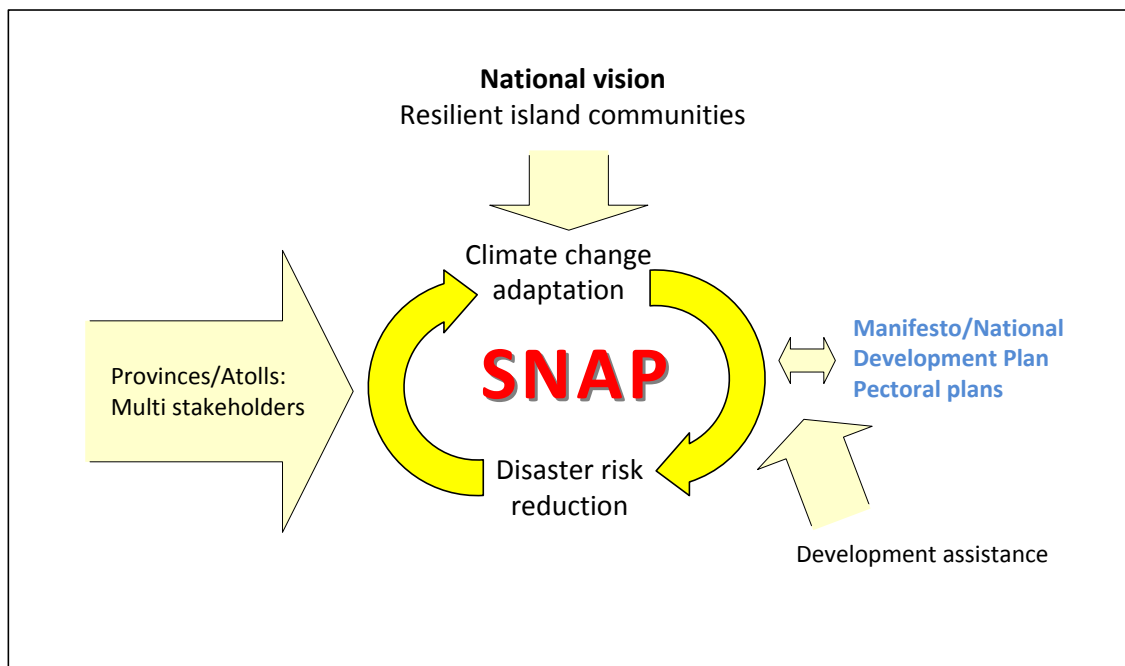 National vision
Resilient island communities
Climate change
adaptation
SNAP
Manifesto/National
Development Plan
Pectoral plans
Provinces/Atolls:
Multi stakeholders
Disaster risk
reduction
Development assistance